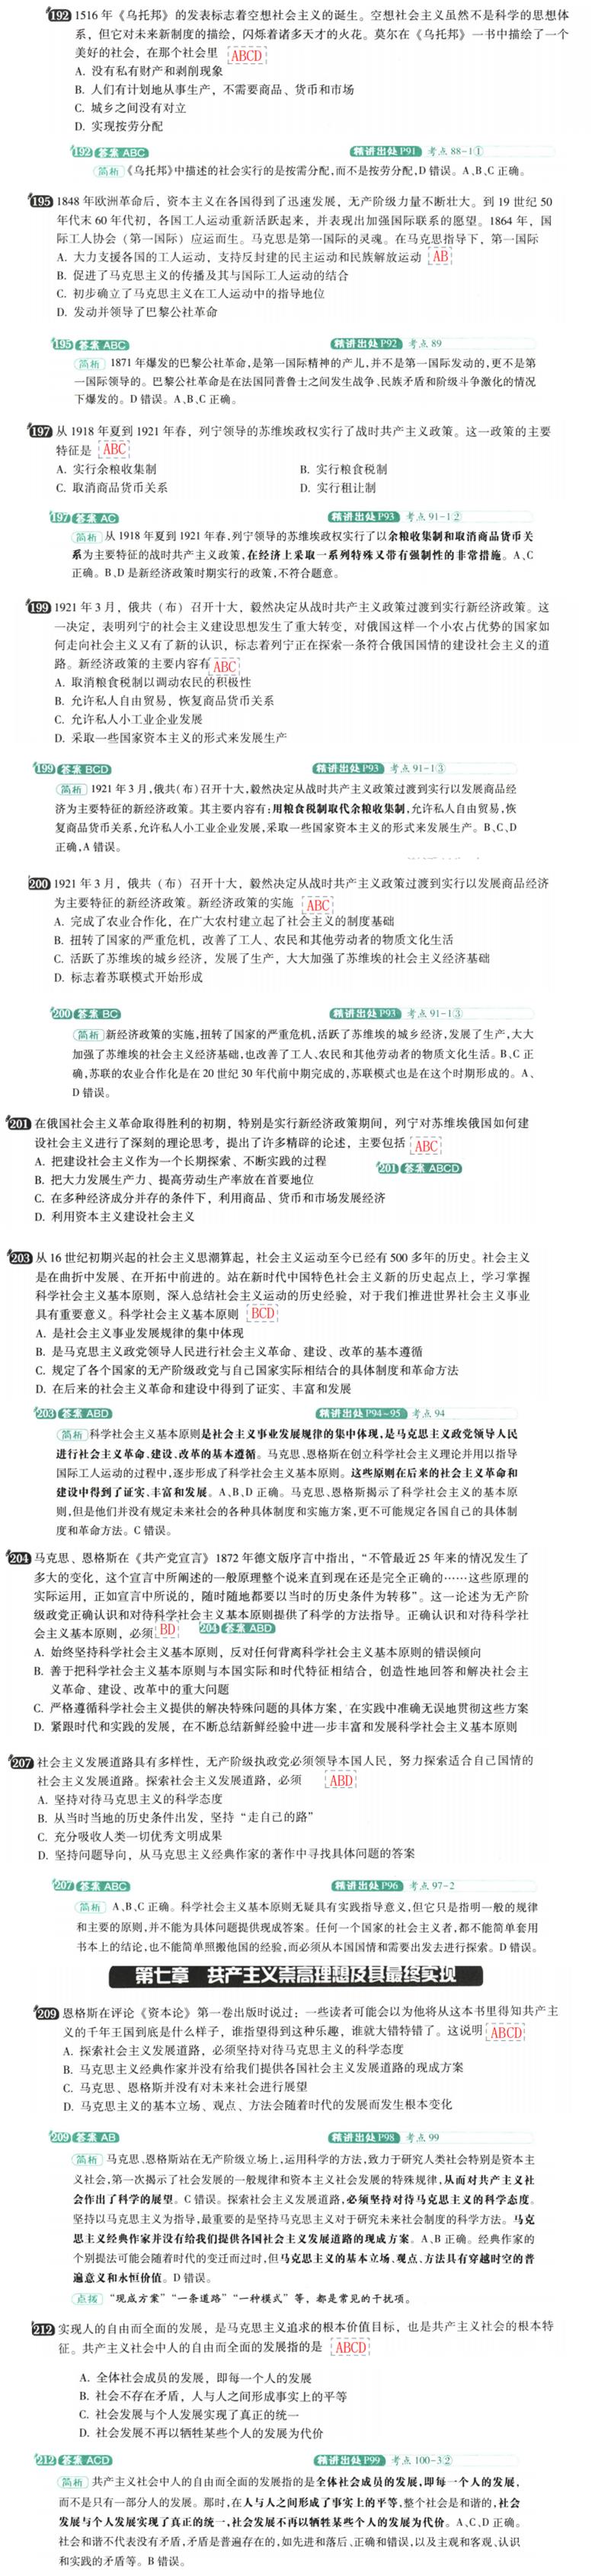 192 1516 年《乌托邦》的发表标志着空想社会主义的诞生。空想社会主义虽然不是科学的思想体
系，但它对未来新制度的描绘，闪烁着诸多天才的火花。莫尔在《乌托邦》一书中描绘了一个
美好的社会，在那个社会里 ABCD
A. 没有私有财产和剥削现象
B. 人们有计划地从事生产，不需要商品、货币和市场
C. 城乡之间没有对立
D. 实现按劳分配
192 答案 ABC 精讲出处 P91 考点 88-1①
简析《乌托邦》中描述的社会实行的是按需分配,而不是按劳分配,D 错误。A、B、C 正确。
195 1848 年欧洲革命后，资本主义在各国得到了迅速发展，无产阶级力量不断壮大。到 19 世纪 50
年代末 60 年代初，各国工人运动重新活跃起来，并表现出加强国际联系的愿望。1864 年，国
际工人协会（第一国际）应运而生。马克思是第一国际的灵魂。在马克思指导下，第一国际
A. 大力支援各国的工人运动，支持反封建的民主运动和民族解放运动 AB
B. 促进了马克思主义的传播及其与国际工人运动的结合
C. 初步确立了马克思主义在工人运动中的指导地位
D. 发动并领导了巴黎公社革命
195 答案 ABC 精讲出处 P92 考点 89
简析 1871 年爆发的巴黎公社革命,是第一国际精神的产儿,并不是第一国际发动的,更不是第
一国际领导的。巴黎公社革命是在法国同普鲁士之间发生战争、民族矛盾和阶级斗争激化的情况
下爆发的。D 错误。A、B、C 正确。
197 从 1918 年夏到 1921 年春，列宁领导的苏维埃政权实行了战时共产主义政策。这一政策的主要
特征是 ABC
A. 实行余粮收集制 B. 实行粮食税制
C. 取消商品货币关系 D. 实行租让制
197 答案 AC 精讲出处 P93 考点 91-1②
简析 从 1918 年夏到 1921 年春,列宁领导的苏维埃政权实行了以余粮收集制和取消商品货币关
系为主要特征的战时共产主义政策,在经济上采取一系列特殊又带有强制性的非常措施。A、C
正确。B、D 是新经济政策时期实行的政策,不符合题意。
199 1921 年 3 月，俄共（布）召开十大，毅然决定从战时共产主义政策过渡到实行新经济政策。这
一决定，表明列宁的社会主义建设思想发生了重大转变，对俄国这样一个小农占优势的国家如
何走向社会主义又有了新的认识，标志着列宁正在探索一条符合俄国国情的建设社会主义的道
路。新经济政策的主要内容有 ABC
A. 取消粮食税制以调动农民的积极性
B. 允许私人自由贸易，恢复商品货币关系
C. 允许私人小工业企业发展
D. 采取一些国家资本主义的形式来发展生产
199 答案 BCD 精讲出处 P93 考点 91-1③
简析 1921 年 3 月,俄共(布)召开十大,毅然决定从战时共产主义政策过渡到实行以发展商品经
济为主要特征的新经济政策。其主要内容有:用粮食税制取代余粮收集制,允许私人自由贸易,恢
复商品货币关系,允许私人小工业企业发展,采取一些国家资本主义的形式来发展生产。B、C、D
正确,A 错误。
200 1921 年 3 月，俄共（布）召开十大，毅然决定从战时共产主义政策过渡到实行以发展商品经济
为主要特征的新经济政策。新经济政策的实施 ABC
A. 完成了农业合作化，在广大农村建立起了社会主义的制度基础
B. 扭转了国家的严重危机，改善了工人、农民和其他劳动者的物质文化生活
C. 活跃了苏维埃的城乡经济，发展了生产，大大加强了苏维埃的社会主义经济基础
D. 标志着苏联模式开始形成
200 答案 BC 精讲出处 P93 考点 91-1③
简析 新经济政策的实施,扭转了国家的严重危机,活跃了苏维埃的城乡经济,发展了生产,大大
加强了苏维埃的社会主义经济基础,也改善了工人、农民和其他劳动者的物质文化生活。B、C 正
确,苏联的农业合作化是在 20 世纪 30 年代前中期完成的,苏联模式也是在这个时期形成的。A、
D 错误。
201 在俄国社会主义革命取得胜利的初期，特别是实行新经济政策期间，列宁对苏维埃俄国如何建
设社会主义进行了深刻的理论思考，提出了许多精辟的论述，主要包括 ABC
A. 把建设社会主义作为一个长期探索、不断实践的过程
201 答案 ABCD
B. 把大力发展生产力、提高劳动生产率放在首要地位
C. 在多种经济成分并存的条件下，利用商品、货币和市场发展经济
D. 利用资本主义建设社会主义
203 从 16 世纪初期兴起的社会主义思潮算起，社会主义运动至今已经有 500 多年的历史。社会主义
是在曲折中发展、在开拓中前进的。站在新时代中国特色社会主义新的历史起点上，学习掌握
科学社会主义基本原则，深入总结社会主义运动的历史经验，对于我们推进世界社会主义事业
具有重要意义。科学社会主义基本原则 BCD
A. 是社会主义事业发展规律的集中体现
B. 是马克思主义政党领导人民进行社会主义革命、建设、改革的基本遵循
C. 规定了各个国家的无产阶级政党与自己国家实际相结合的具体制度和革命方法
D. 在后来的社会主义革命和建设中得到了证实、丰富和发展
203 答案 ABD 精讲出处 P94~95 考点 94
简析 科学社会主义基本原则是社会主义事业发展规律的集中体现,是马克思主义政党领导人民
进行社会主义革命、建设、改革的基本遵循。马克思、恩格斯在创立科学社会主义理论并用以指导
国际工人运动的过程中,逐步形成了科学社会主义基本原则。这些原则在后来的社会主义革命和
建设中得到了证实、丰富和发展。A、B、D 正确。马克思、恩格斯揭示了科学社会主义的基本原
则,但是他们并没有规定未来社会的各种具体制度和实施方案,更不可能规定各国自己的具体制
度和革命方法。C 错误。
204 马克思、恩格斯在《共产党宣言》1872 年德文版序言中指出，“不管最近 25 年来的情况发生了
多大的变化，这个宣言中所阐述的一般原理整个说来直到现在还是完全正确的……这些原理的
实际运用，正如宣言中所说的，随时随地都要以当时的历史条件为转移”。这一论述为无产阶
级政党正确认识和对待科学社会主义基本原则提供了科学的方法指导。正确认识和对待科学社
会主义基本原则，必须 BD 204 答案 ABD
A. 始终坚持科学社会主义基本原则，反对任何背离科学社会主义基本原则的错误倾向
B. 善于把科学社会主义基本原则与本国实际和时代特征相结合，创造性地回答和解决社会主
义革命、建设、改革中的重大问题
C. 严格遵循科学社会主义提供的解决特殊问题的具体方案，在实践中准确无误地贯彻这些方案
D. 紧跟时代和实践的发展，在不断总结新鲜经验中进一步丰富和发展科学社会主义基本原则
207 社会主义发展道路具有多样性，无产阶级执政党必须领导本国人民，努力探索适合自己国情的
社会主义发展道路。探索社会主义发展道路，必须 ABD
A. 坚持对待马克思主义的科学态度
B. 从当时当地的历史条件出发，坚持“走自己的路”
C. 充分吸收人类一切优秀文明成果
D. 坚持问题导向，从马克思主义经典作家的著作中寻找具体问题的答案
207 答案 ABC 精讲出处 P96 考点 97-2
简析 A、B、C 正确。科学社会主义基本原则无疑具有实践指导意义,但它只是指明一般的规律
和主要的原则,并不能为具体问题提供现成答案。任何一个国家的社会主义者,都不能简单套用
书本上的结论,也不能简单照搬他国的经验,而必须从本国国情和需要出发去进行探索。D 错误。
第七章 共产主义崇高理想及其最终实现
209 恩格斯在评论《资本论》第一卷出版时说过：一些读者可能会以为他将从这本书里得知共产主
义的千年王国到底是什么样子，谁指望得到这种乐趣，谁就大错特错了。这说明 ABCD
A. 探索社会主义发展道路，必须坚持对待马克思主义的科学态度
B. 马克思主义经典作家并没有给我们提供各国社会主义发展道路的现成方案
C. 马克思、恩格斯并没有对未来社会进行展望
D. 马克思主义的基本立场、观点、方法会随着时代的发展而发生根本变化
209 答案 AB 精讲出处 P98 考点 99
简析 马克思、恩格斯站在无产阶级立场上,运用科学的方法,致力于研究人类社会特别是资本主
义社会,第一次揭示了社会发展的一般规律和资本主义社会发展的特殊规律,从而对共产主义社
会作出了科学的展望。C 错误。探索社会主义发展道路,必须坚持对待马克思主义的科学态度。
坚持以马克思主义为指导,最重要的是坚持马克思主义对于研究未来社会制度的科学方法。马克
思主义经典作家并没有给我们提供各国社会主义发展道路的现成方案。A、B 正确。经典作家的
个别提法可能会随着时代的变迁而过时,但马克思主义的基本立场、观点、方法具有穿越时空的普
遍意义和永恒价值。D 错误。
点拨 “现成方案”“一条道路”“一种模式”等，都是常见的干扰项。
212 实现人的自由而全面的发展，是马克思主义追求的根本价值目标，也是共产主义社会的根本特
征。共产主义社会中人的自由而全面的发展指的是 ABCD
A. 全体社会成员的发展，即每一个人的发展
B. 社会不存在矛盾，人与人之间形成事实上的平等
C. 社会发展与个人发展实现了真正的统一
D. 社会发展不再以牺牲某些个人的发展为代价
212 答案 ACD 精讲出处 P99 考点 100-3②
简析 共产主义社会中人的自由而全面的发展指的是全体社会成员的发展,即每一个人的发展,
而不是只有一部分人的发展。那时,在人与人之间形成了事实上的平等,整个社会是和谐的,社会
发展与个人发展实现了真正的统一,社会发展不再以牺牲某些个人的发展为代价。A、C、D 正确。
社会和谐不代表没有矛盾,矛盾是普遍存在的,如先进和落后、正确和错误,以及主观和客观、认识
和实践的矛盾等。B 错误。